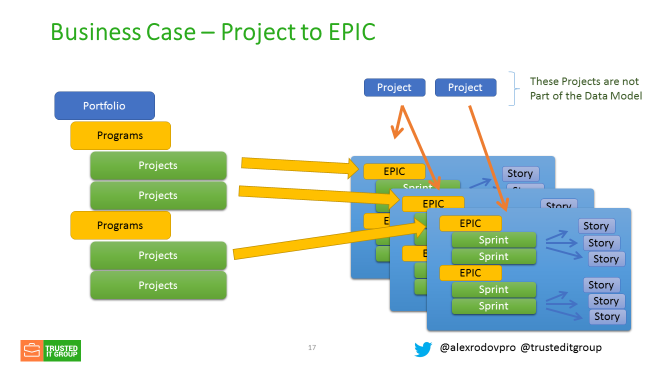 Business Case – Project to EPIC
Project
Project
These Projects are not
Part of the Data Model
Portfolio
Programs
Projects
Projects
Programs
Projects
Projects
EPIC
Sprint
Story
EPIC
Story
EPIC
Sprint
Sprint
Story
Story
Story
EPIC
Sprint
Sprint
Story
Story
Story
TRUSTED
IT GROUP
17
@alexrodovpro @trusteditgroup